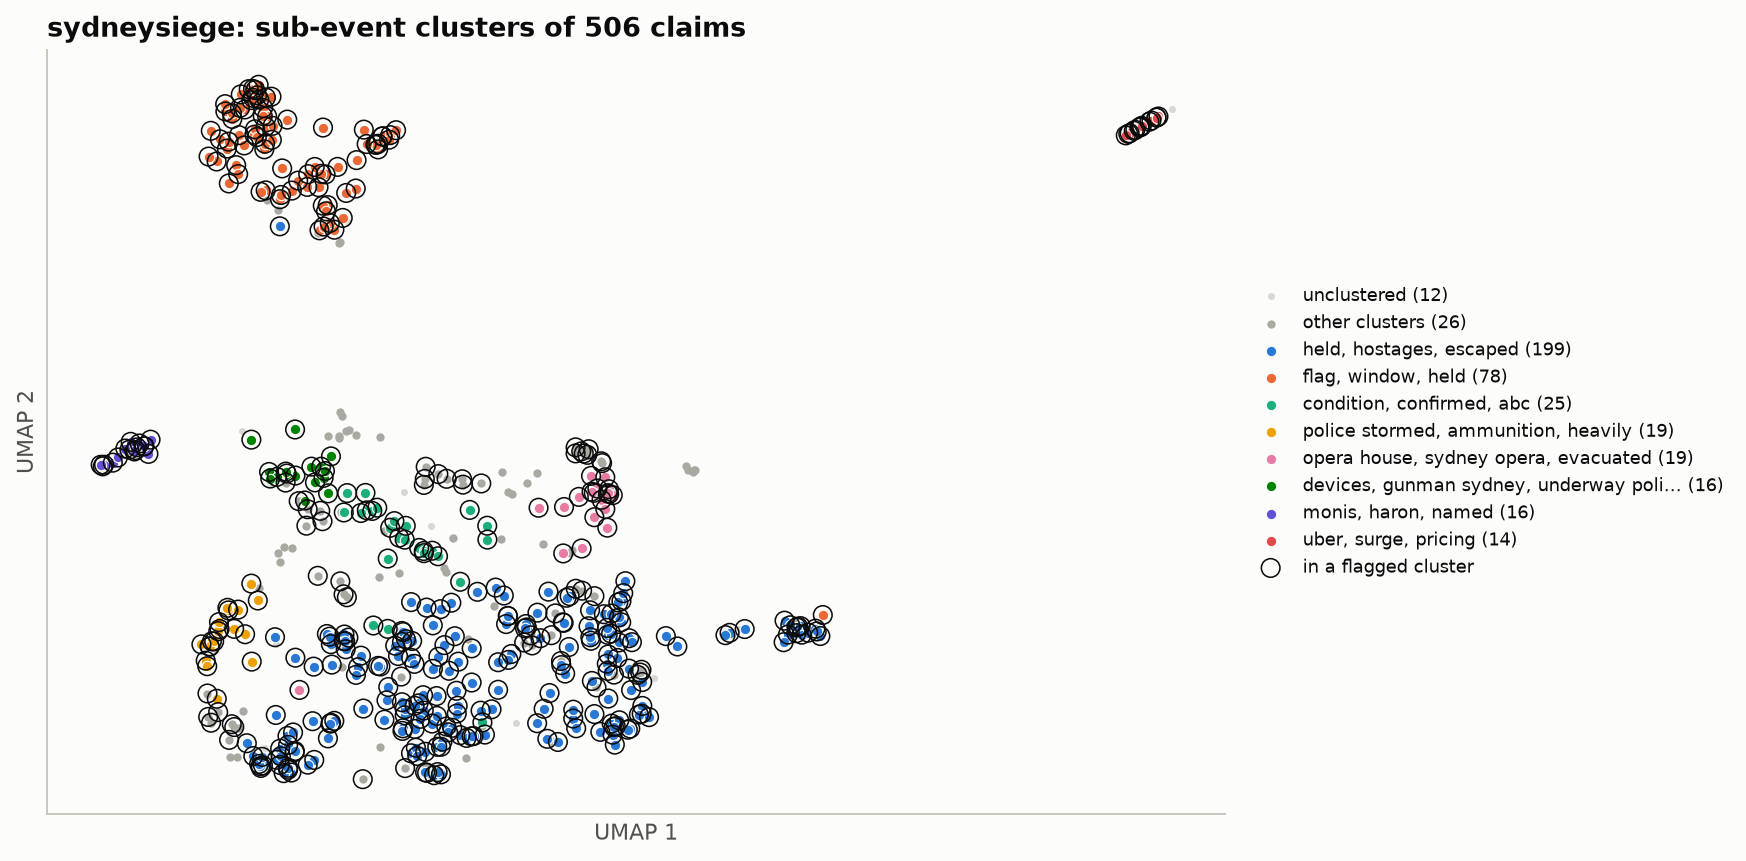 sydneysiege: sub-event clusters of 506 claims
UMAP 2
UMAP 1
unclustered (12)
other clusters (26)
held, hostages, escaped (199)
flag, window, held (78)
condition, confirmed, abc (25)
police stormed, ammunition, heavily (19)
opera house, sydney opera, evacuated (19)
devices, gunman sydney, underway poli… (16)
monis, haron, named (16)
uber, surge, pricing (14)
in a flagged cluster